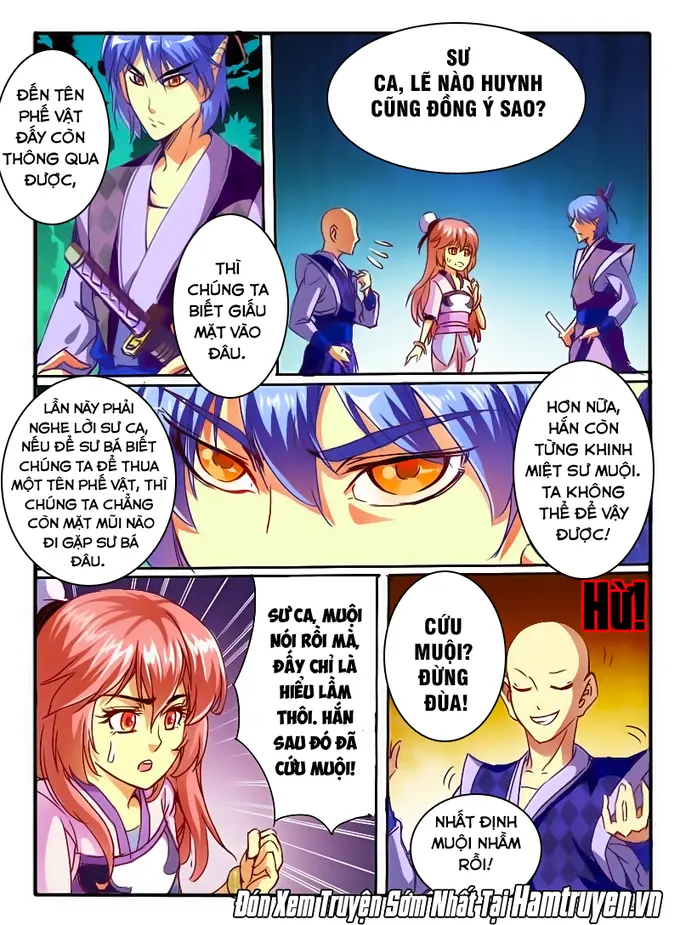 SƯ
CA, LẼ NÀO HUYNH
CŨNG ĐỒNG Ý SAO?
ĐẾN TÊN
PHẾ VẬT
ĐẤY CÒN
THÔNG QUA
ĐƯỢC,
THÌ
CHÚNG TA
BIẾT GIẤU
MẶT VÀO
ĐÂU.
LẦN NÀY PHẢI
NGHE LỜI SƯ CA,
NẾU ĐỂ SƯ BÁ BIẾT
CHÚNG TA ĐỂ THUA
MỘT TÊN PHẾ VẬT, THÌ
CHÚNG TA CHẲNG
CÒN MẶT MŨI NÀO
ĐI GẶP SƯ BÁ
ĐÂU.
HƠN NỮA,
HẮN CÒN
TỪNG KHINH
MIỆT SƯ MUỘI.
TA KHÔNG
THỂ ĐỂ VẬY
ĐƯỢC!
SƯ CA, MUỘI
NÓI RỒI MÀ,
ĐẤY CHỈ LÀ
HIỂU LẦM
THÔI. HẮN
SAU ĐÓ ĐÃ
CỨU MUỘI!
HỪ!
CỨU
MUỘI?
ĐỪNG
ĐÙA!
NHẤT ĐỊNH
MUỘI NHẦM
RỒI!
Đón Xem Truyện Sớm Nhất Tại Hamtruyen.vn